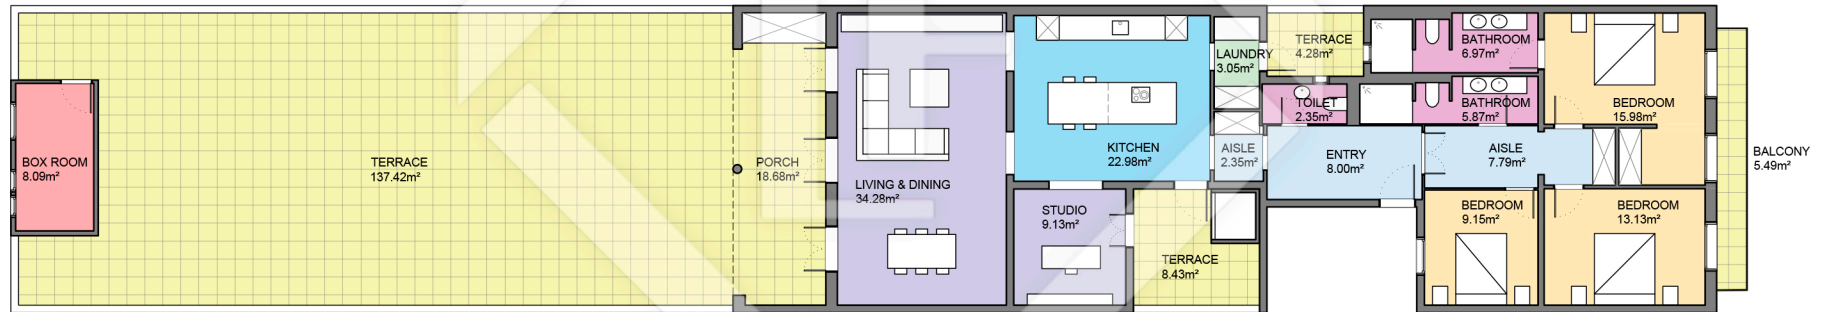 BOX ROOM
8.09m²
TERRACE
137.42m²
PORCH
18.68m²
LIVING & DINING
34.28m²
KITCHEN
22.98m²
STUDIO
9.13m²
LAUNDRY
3.05m²
AISLE
2.35m²
TERRACE
8.43m²
TERRACE
4.28m²
TOILET
2.35m²
ENTRY
8.00m²
BATHROOM
6.97m²
BATHROOM
5.87m²
AISLE
7.79m²
BEDROOM
9.15m²
BEDROOM
15.98m²
BEDROOM
13.13m²
BALCONY
5.49m²